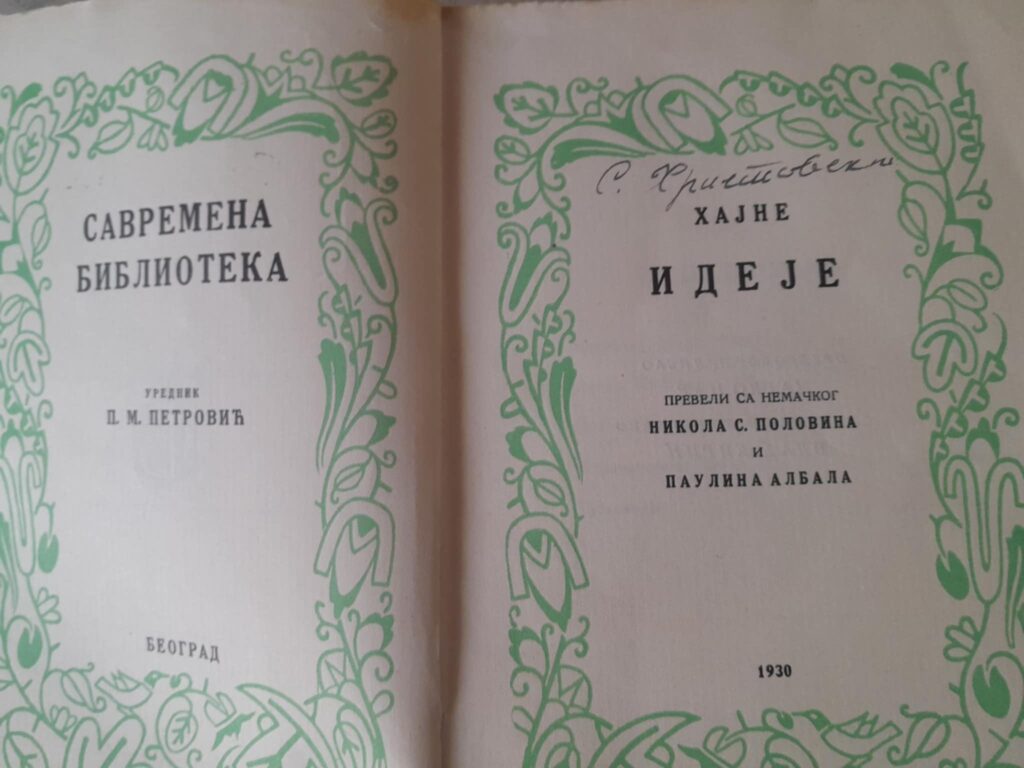 САВРЕМЕНА
БИБЛИОТЕКА
УРЕДНИК
П. М. ПЕТРОВИЋ
БЕОГРАД
С. Христовски
ХАЈНЕ
ИДЕЈЕ
ПРЕВЕЛИ СА НЕМАЧКОГ
НИКОЛА С. ПОЛОВИНА
И
ПАУЛИНА АЛБАЛА
1930